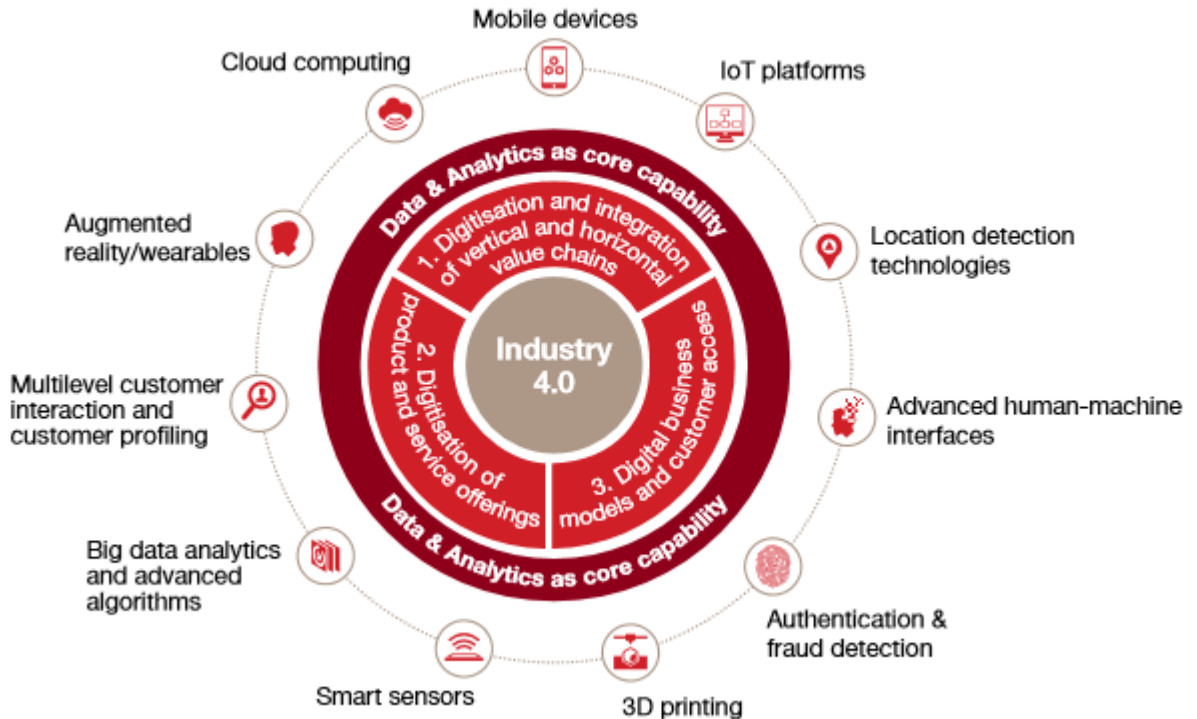 Mobile devices
IoT platforms
Location detection
technologies
Advanced human-machine
interfaces
Authentication &
fraud detection
3D printing
Smart sensors
Big data analytics
and advanced
algorithms
Multilevel customer
interaction and
customer profiling
Augmented
reality/wearables
Cloud computing
Data & Analytics as core capability
1. Digitisation and integration
of vertical and horizontal
value chains
2. Digitisation of
product and service offerings
3. Digital business
models and customer access
Data & Analytics as core capability
Industry
4.0